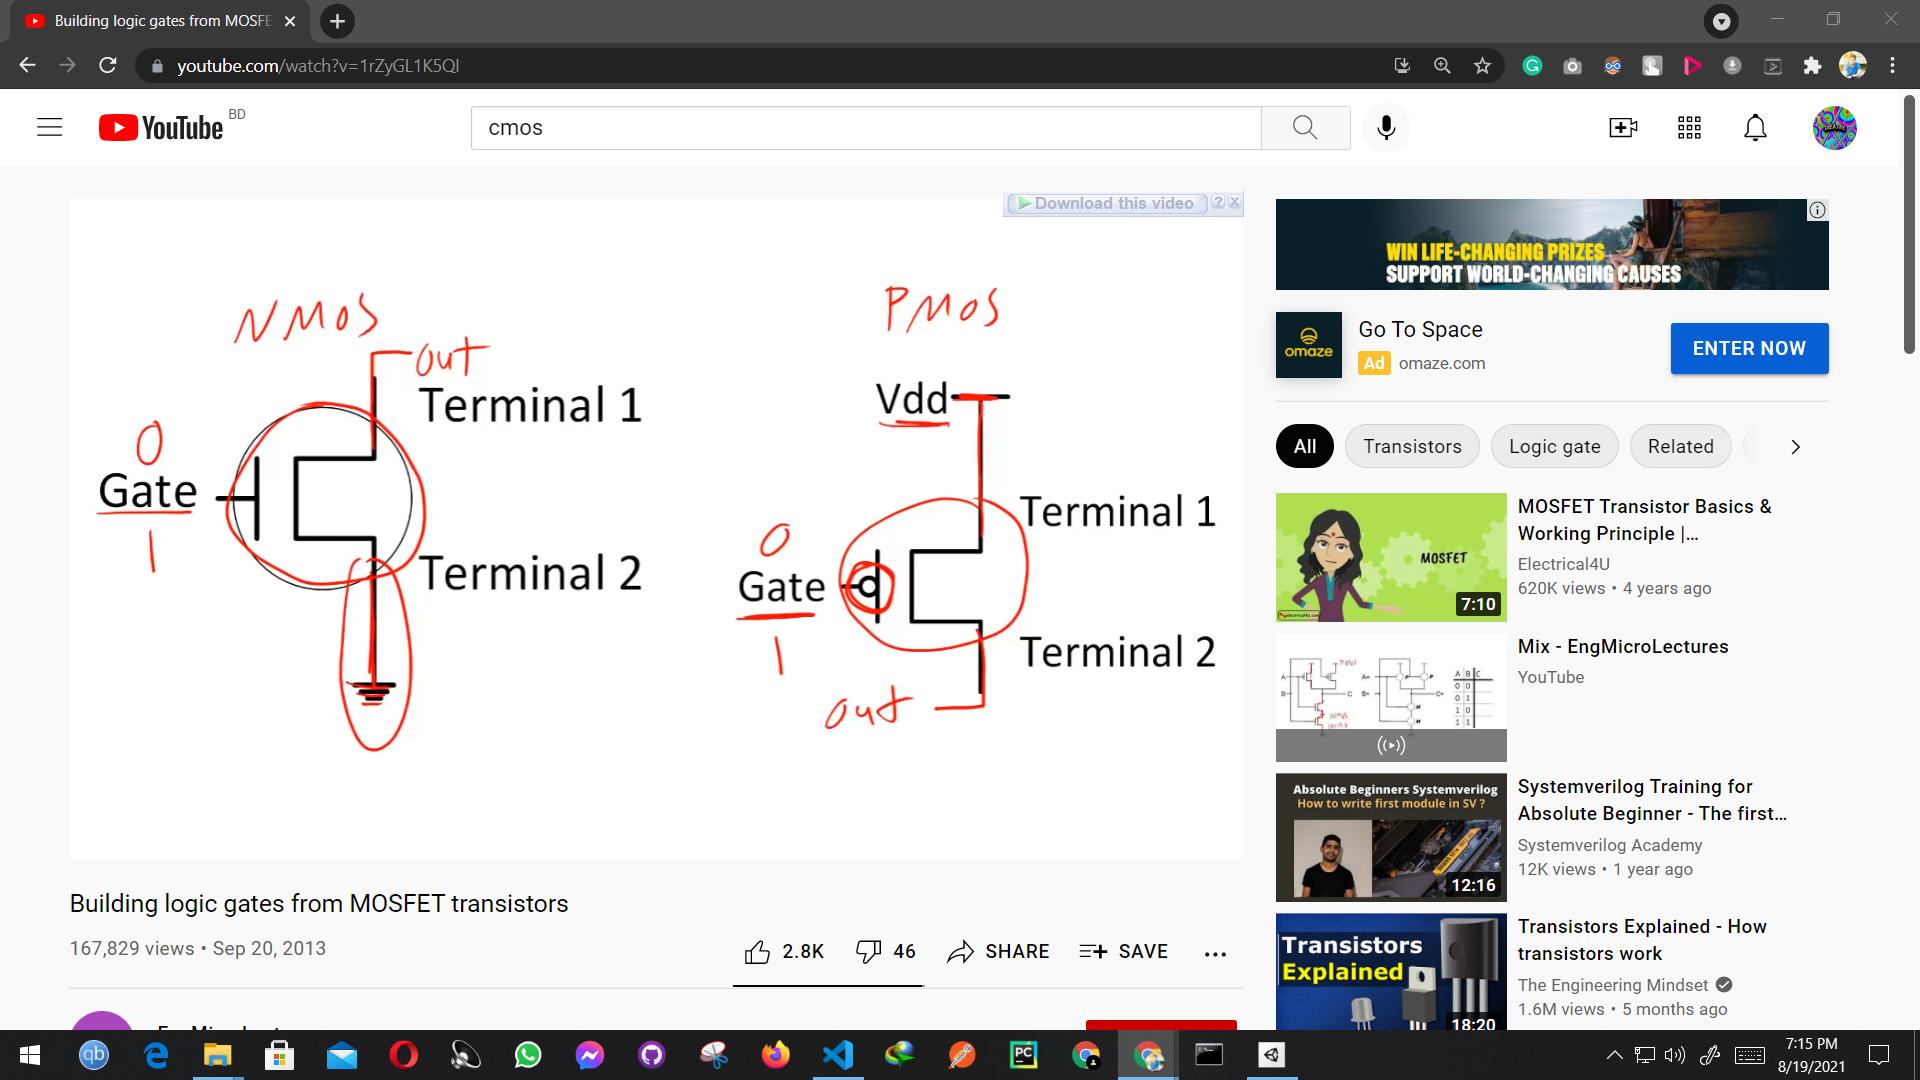 Building logic gates from MOSFE
youtube.com/watch?v=1rZyGL1K5QI
YouTube BD
cmos
Download this video
NMOS
out
Terminal 1
0
Gate
1
Terminal 2
PMOS
Vdd
Terminal 1
0
Gate
1
Terminal 2
out
Building logic gates from MOSFET transistors
167,829 views • Sep 20, 2013
2.8K 46 SHARE SAVE
WIN LIFE-CHANGING PRIZES
SUPPORT WORLD-CHANGING CAUSES
omaze
Go To Space
Ad omaze.com
ENTER NOW
All Transistors Logic gate Related
MOSFET
7:10
MOSFET Transistor Basics &
Working Principle |...
Electrical4U
620K views • 4 years ago
Mix - EngMicroLectures
YouTube
Absolute Beginners Systemverilog
How to write first module in SV ?
12:16
Systemverilog Training for
Absolute Beginner - The first...
Systemverilog Academy
12K views • 1 year ago
Transistors
Explained
18:20
Transistors Explained - How
transistors work
The Engineering Mindset
1.6M views • 5 months ago
qb
PC
7:15 PM
8/19/2021